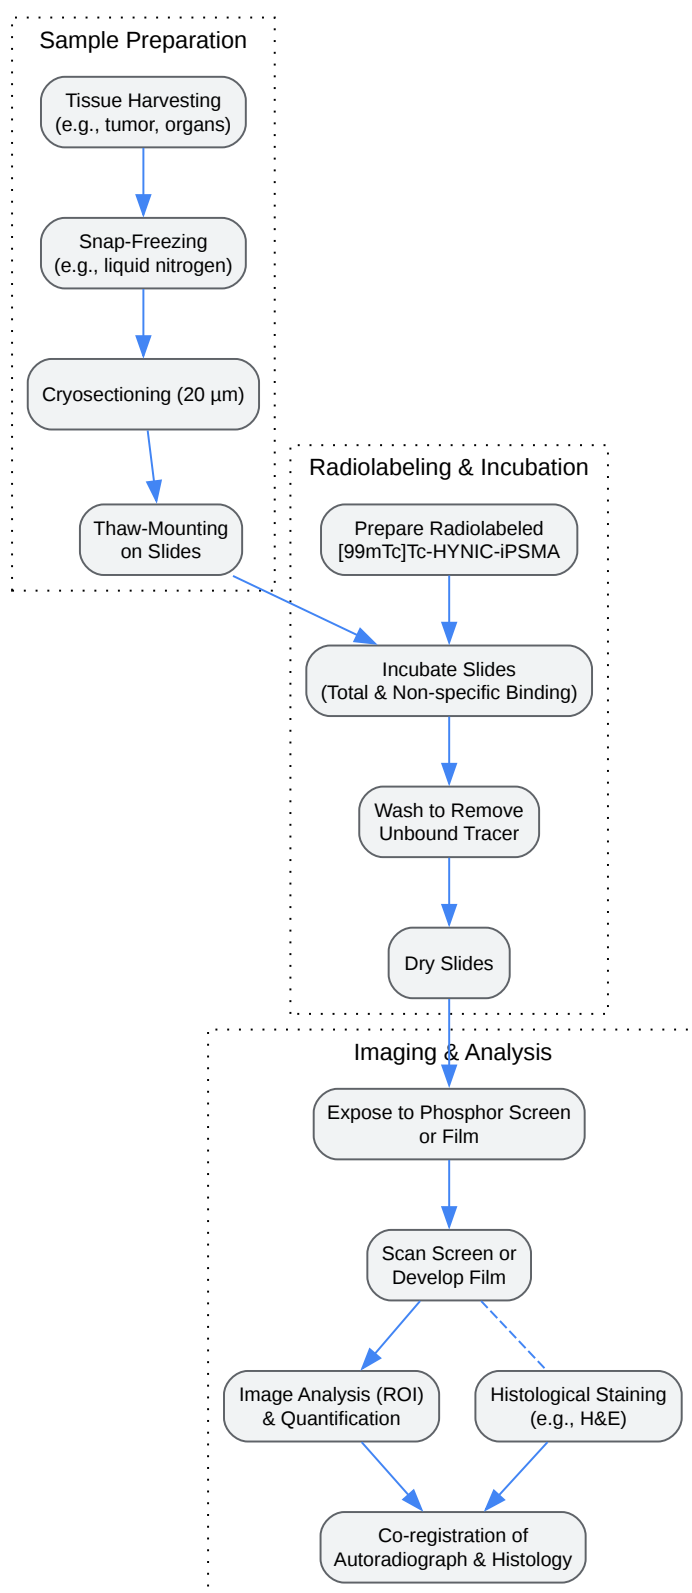 Sample Preparation
Tissue Harvesting
(e.g., tumor, organs)
Snap-Freezing
(e.g., liquid nitrogen)
Cryosectioning (20 µm)
Thaw-Mounting
on Slides
Radiolabeling & Incubation
Prepare Radiolabeled
[99mTc]Tc-HYNIC-iPSMA
Incubate Slides
(Total & Non-specific Binding)
Wash to Remove
Unbound Tracer
Dry Slides
Imaging & Analysis
Expose to Phosphor Screen
or Film
Scan Screen or
Develop Film
Image Analysis (ROI)
& Quantification
Histological Staining
(e.g., H&E)
Co-registration of
Autoradiograph & Histology